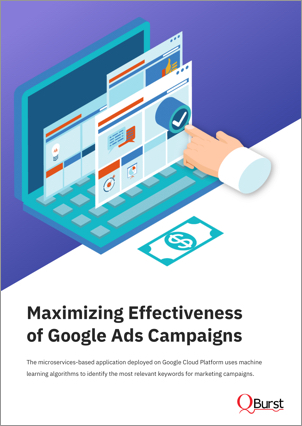 Maximizing Effectiveness
of Google Ads Campaigns
The microservices-based application deployed on Google Cloud Platform uses machine
learning algorithms to identify the most relevant keywords for marketing campaigns.
QBurst